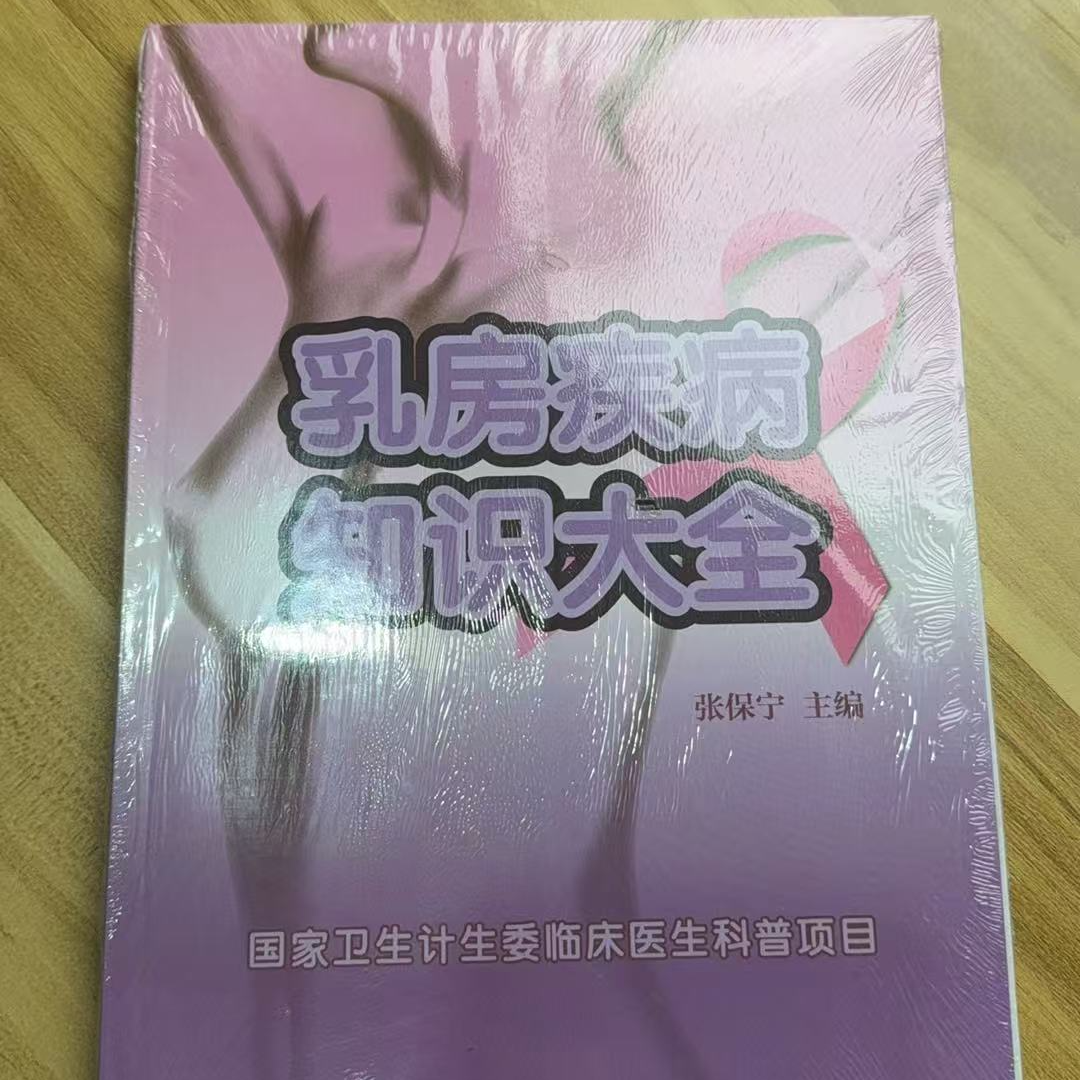 乳房疾病
知识大全
张保宁 主编
国家卫生计生委临床医生科普项目